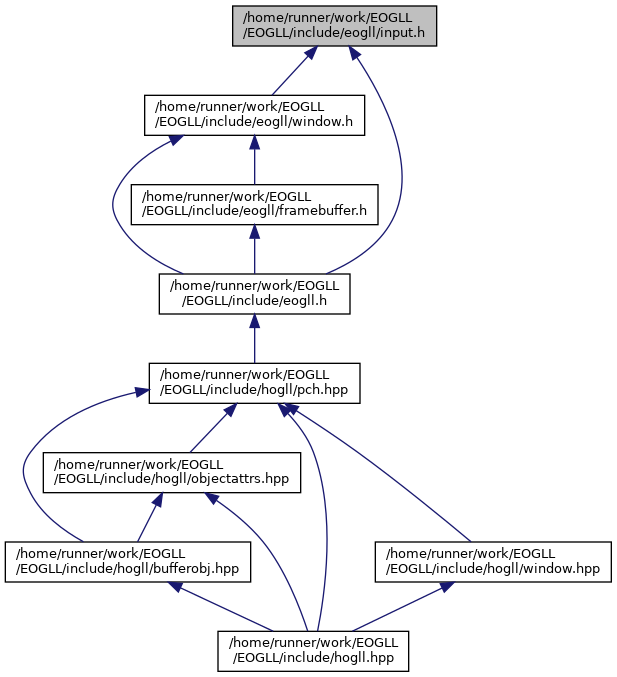 /home/runner/work/EOGLL
/EOGLL/include/eogll/input.h
/home/runner/work/EOGLL
/EOGLL/include/eogll/window.h
/home/runner/work/EOGLL
/EOGLL/include/eogll/framebuffer.h
/home/runner/work/EOGLL
/EOGLL/include/eogll.h
/home/runner/work/EOGLL
/EOGLL/include/hogll/pch.hpp
/home/runner/work/EOGLL
/EOGLL/include/hogll/objectattrs.hpp
/home/runner/work/EOGLL
/EOGLL/include/hogll/bufferobj.hpp
/home/runner/work/EOGLL
/EOGLL/include/hogll/window.hpp
/home/runner/work/EOGLL
/EOGLL/include/hogll.hpp